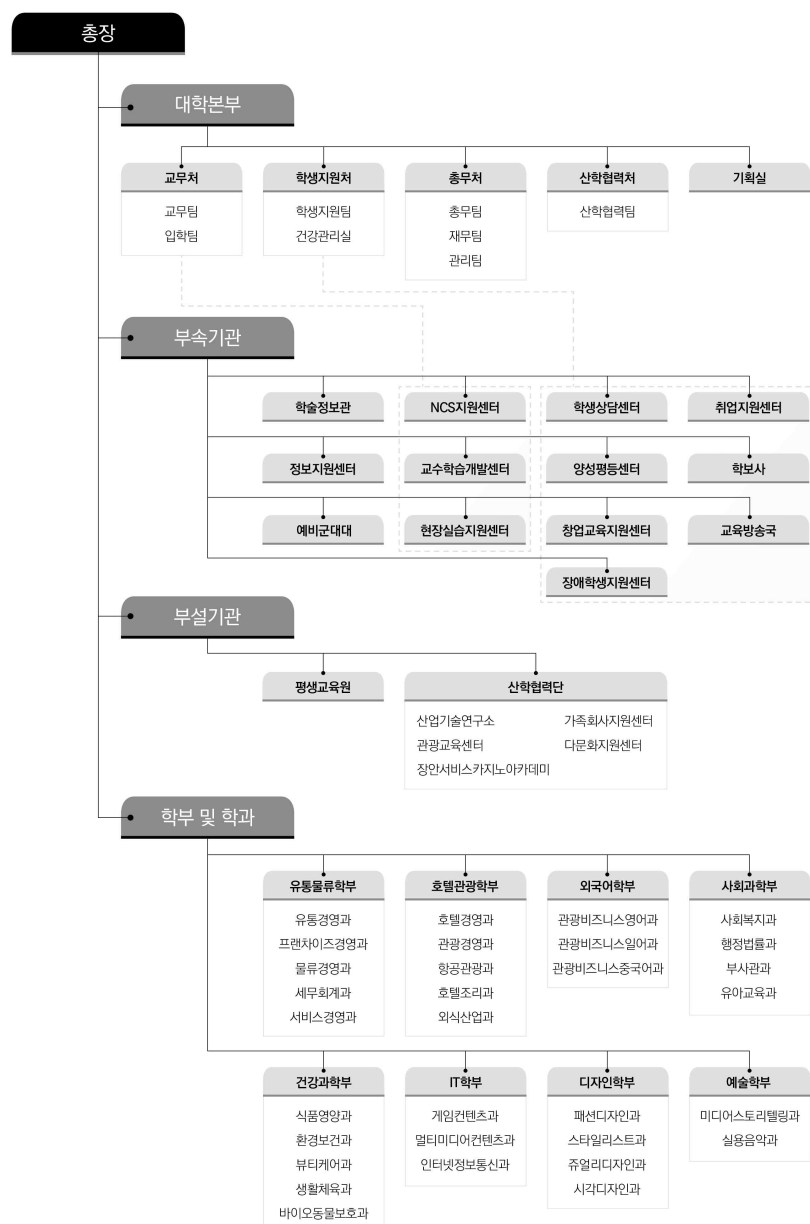 총장
대학본부
교무처
교무팀
입학팀
학생지원처
학생지원팀
건강관리실
총무처
총무팀
재무팀
관리팀
산학협력처
산학협력팀
기획실
부속기관
학술정보관
NCS지원센터
학생상담센터
취업지원센터
정보지원센터
교수학습개발센터
양성평등센터
학보사
예비군대대
현장실습지원센터
창업교육지원센터
교육방송국
장애학생지원센터
부설기관
평생교육원
산학협력단
산업기술연구소
가족회사지원센터
관광교육센터
다문화지원센터
장안서비스카지노아카데미
학부 및 학과
유통물류학부
유통경영과
프랜차이즈경영과
물류경영과
세무회계과
서비스경영과
호텔관광학부
호텔경영과
관광경영과
항공관광과
호텔조리과
외식산업과
외국어학부
관광비즈니스영어과
관광비즈니스일어과
관광비즈니스중국어과
사회과학부
사회복지과
행정법률과
부사관과
유아교육과
건강과학부
식품영양과
환경보건과
뷰티케어과
생활체육과
바이오동물보호과
IT학부
게임컨텐츠과
멀티미디어컨텐츠과
인터넷정보통신과
디자인학부
패션디자인과
스타일리스트과
쥬얼리디자인과
시각디자인과
예술학부
미디어스토리텔링과
실용음악과